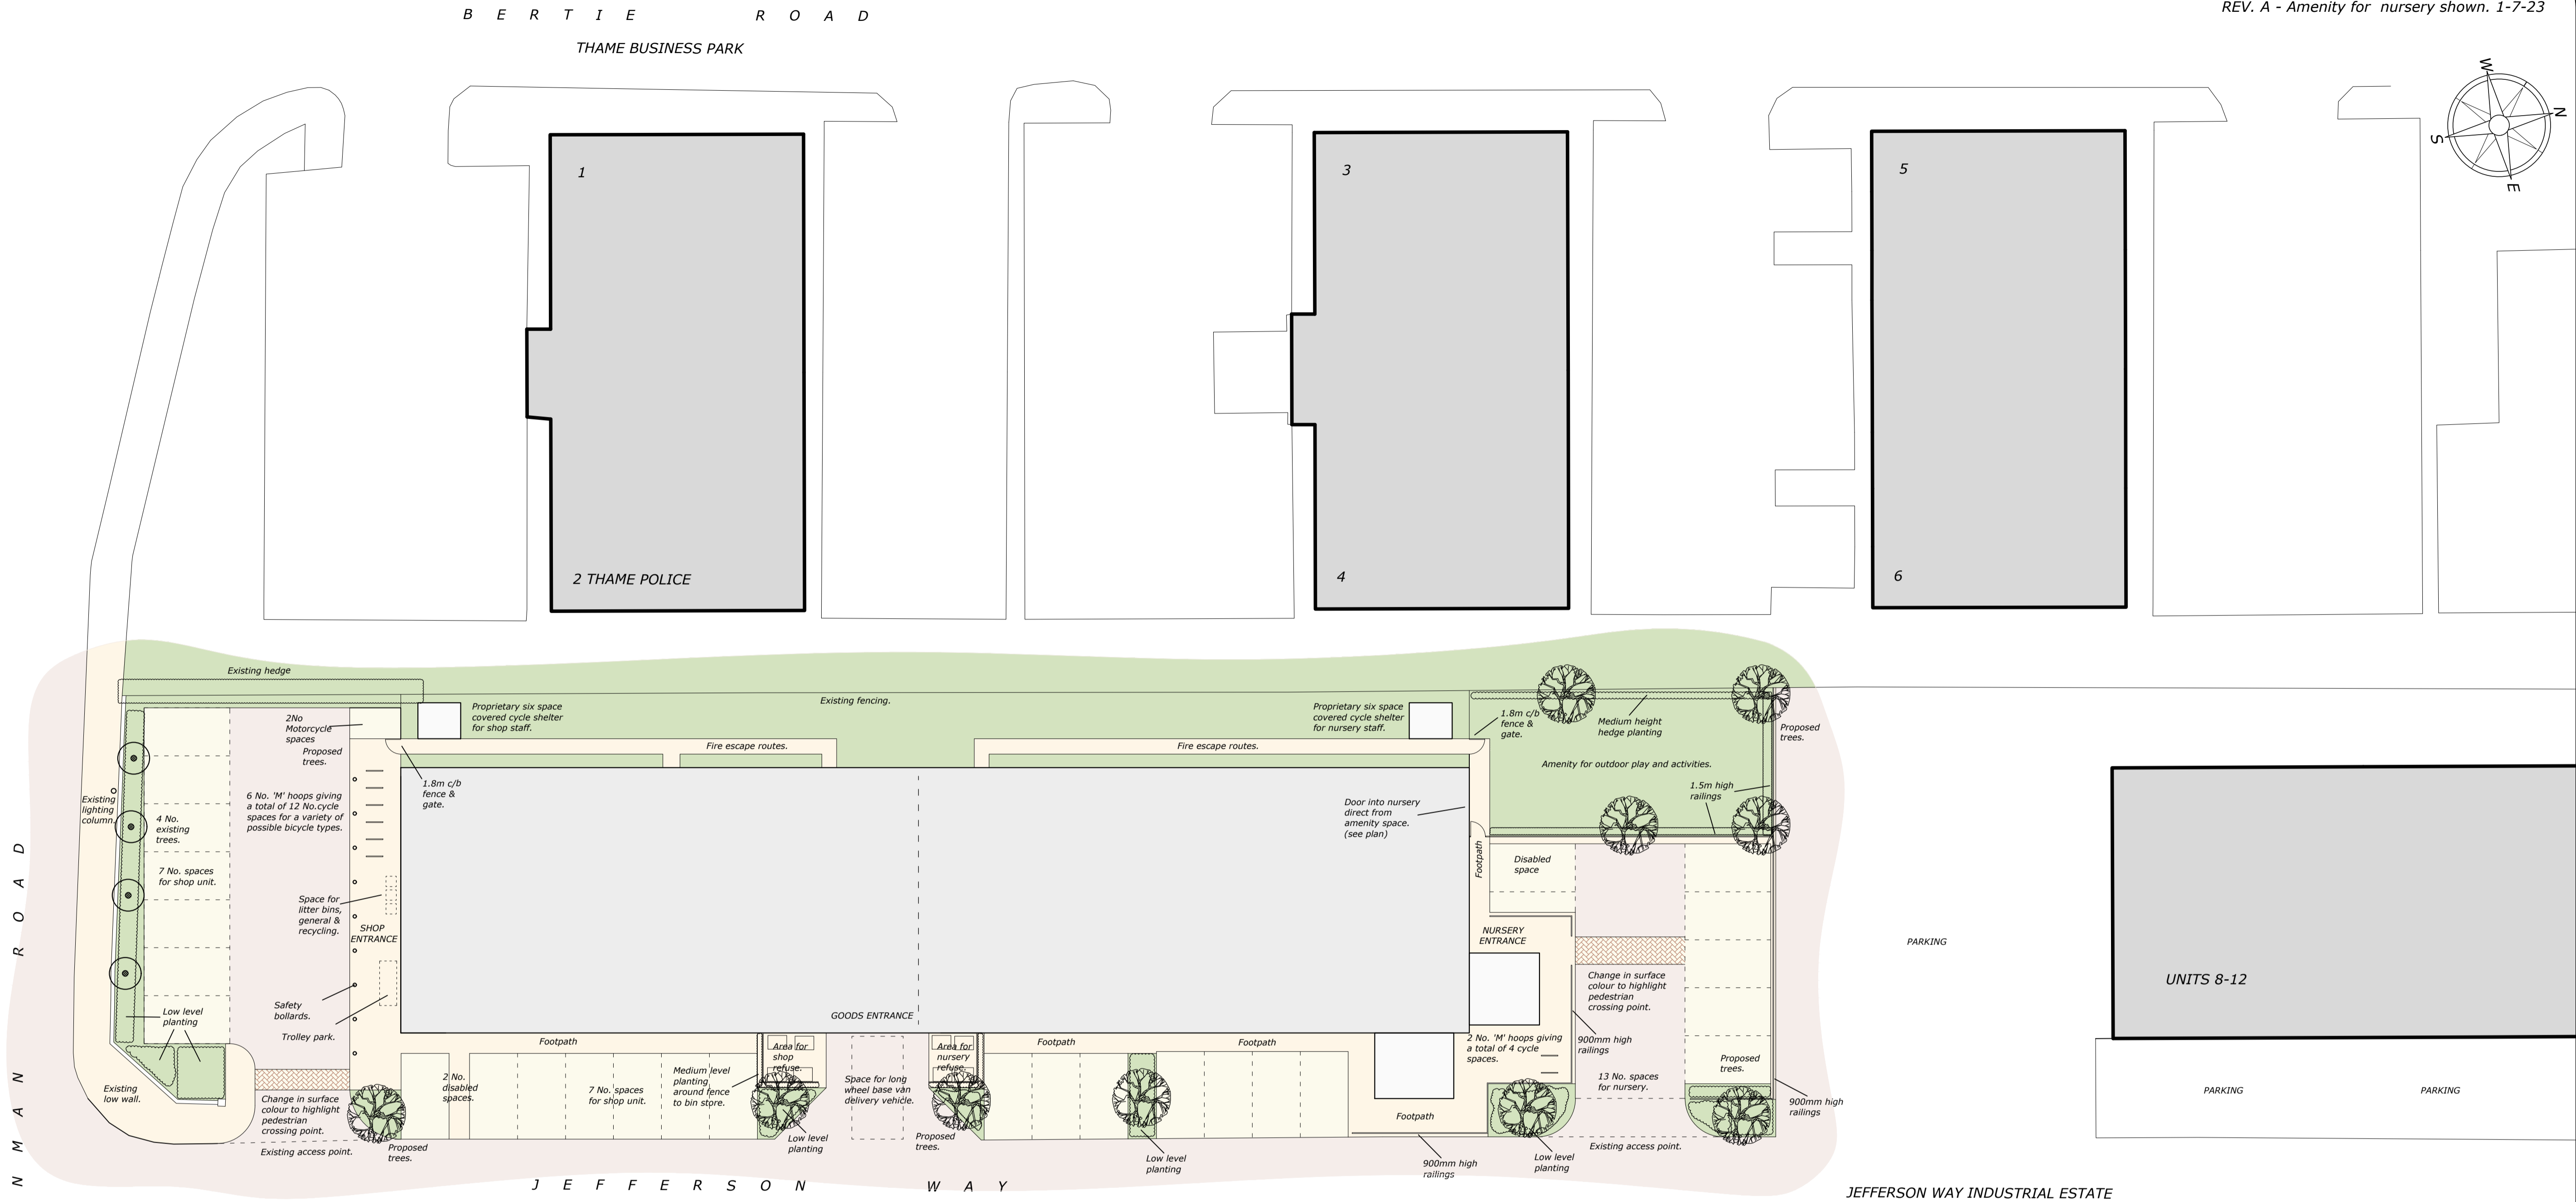 B E R T I E   R O A D
REV. A - Amenity for nursery shown. 1-7-23
THAME BUSINESS PARK
W
N
S
E
1
3
5
2 THAME POLICE
4
6
Existing hedge
Existing fencing.
2No
Motorcycle
spaces
Proposed
trees.
Proprietary six space
covered cycle shelter
for shop staff.
Fire escape routes.
Fire escape routes.
Proprietary six space
covered cycle shelter
for nursery staff.
1.8m c/b
fence &
gate.
Medium height
hedge planting
Proposed
trees.
Amenity for outdoor play and activities.
1.5m high
railings
1.8m c/b
fence &
gate.
Existing
lighting
column.
6 No. 'M' hoops giving
a total of 12 No.cycle
spaces for a variety of
possible bicycle types.
4 No.
existing
trees.
7 No. spaces
for shop unit.
Door into nursery
direct from
amenity space.
(see plan)
Footpath
Disabled
space
Space for
litter bins,
general &
recycling.
SHOP
ENTRANCE
NURSERY
ENTRANCE
PARKING
Change in surface
colour to highlight
pedestrian
crossing point.
UNITS 8-12
Safety
bollards.
Trolley park.
Low level
planting
GOODS ENTRANCE
Footpath
Area for
shop
refuse.
Area for
nursery
refuse.
Footpath
Footpath
2 No. 'M' hoops giving
a total of 4 cycle
spaces.
900mm high
railings
Proposed
trees.
13 No. spaces
for nursery.
Existing
low wall.
Change in surface
colour to highlight
pedestrian
crossing point.
2 No.
disabled
spaces.
7 No. spaces
for shop unit.
Medium level
planting
around fence
to bin store.
Space for long
wheel base van
delivery vehicle.
Footpath
900mm high
railings
PARKING
PARKING
Existing access point.
Proposed
trees.
Low level
planting
Proposed
trees.
Low level
planting
900mm high
railings
Low level
planting
Existing access point.
N M A N   R O A D
J E F F E R S O N   W A Y
JEFFERSON WAY INDUSTRIAL ESTATE